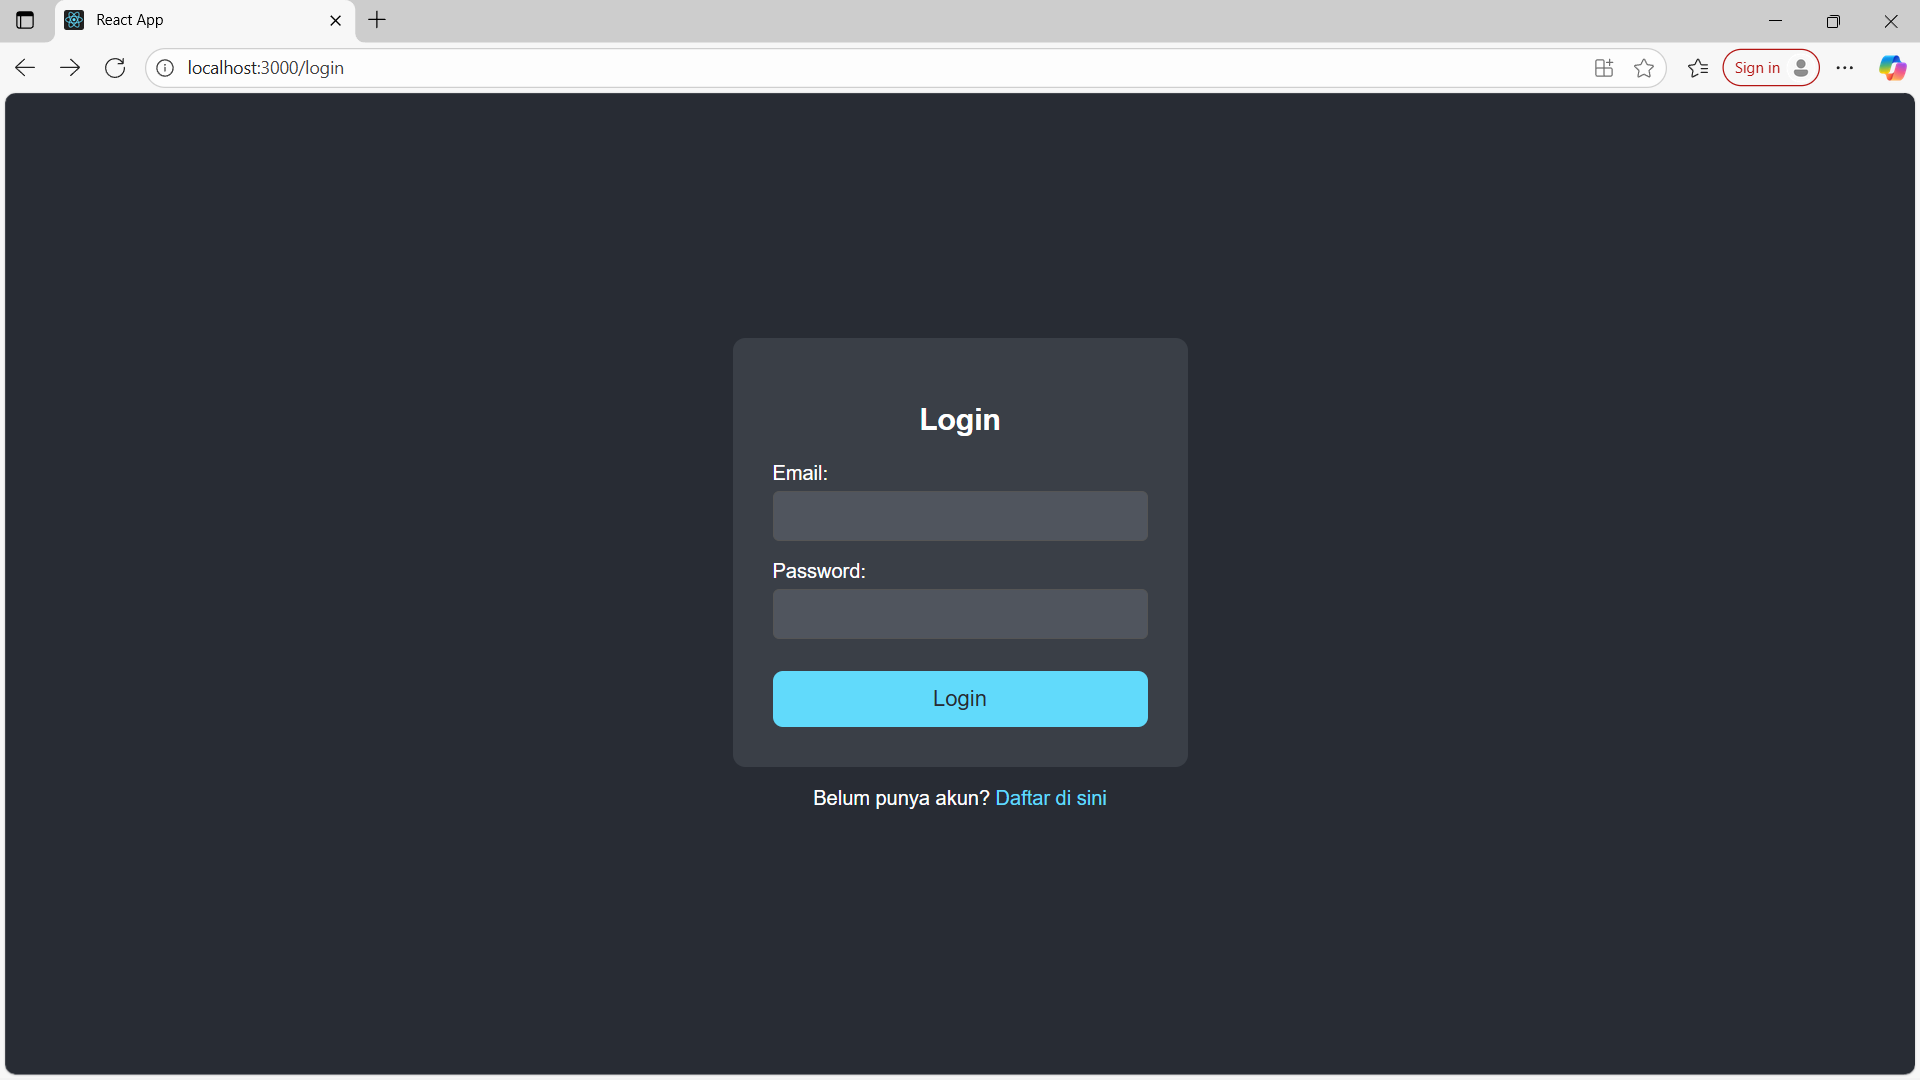 React App
localhost:3000/login
Sign in
Login
Email:
Password:
Login
Belum punya akun? Daftar di sini